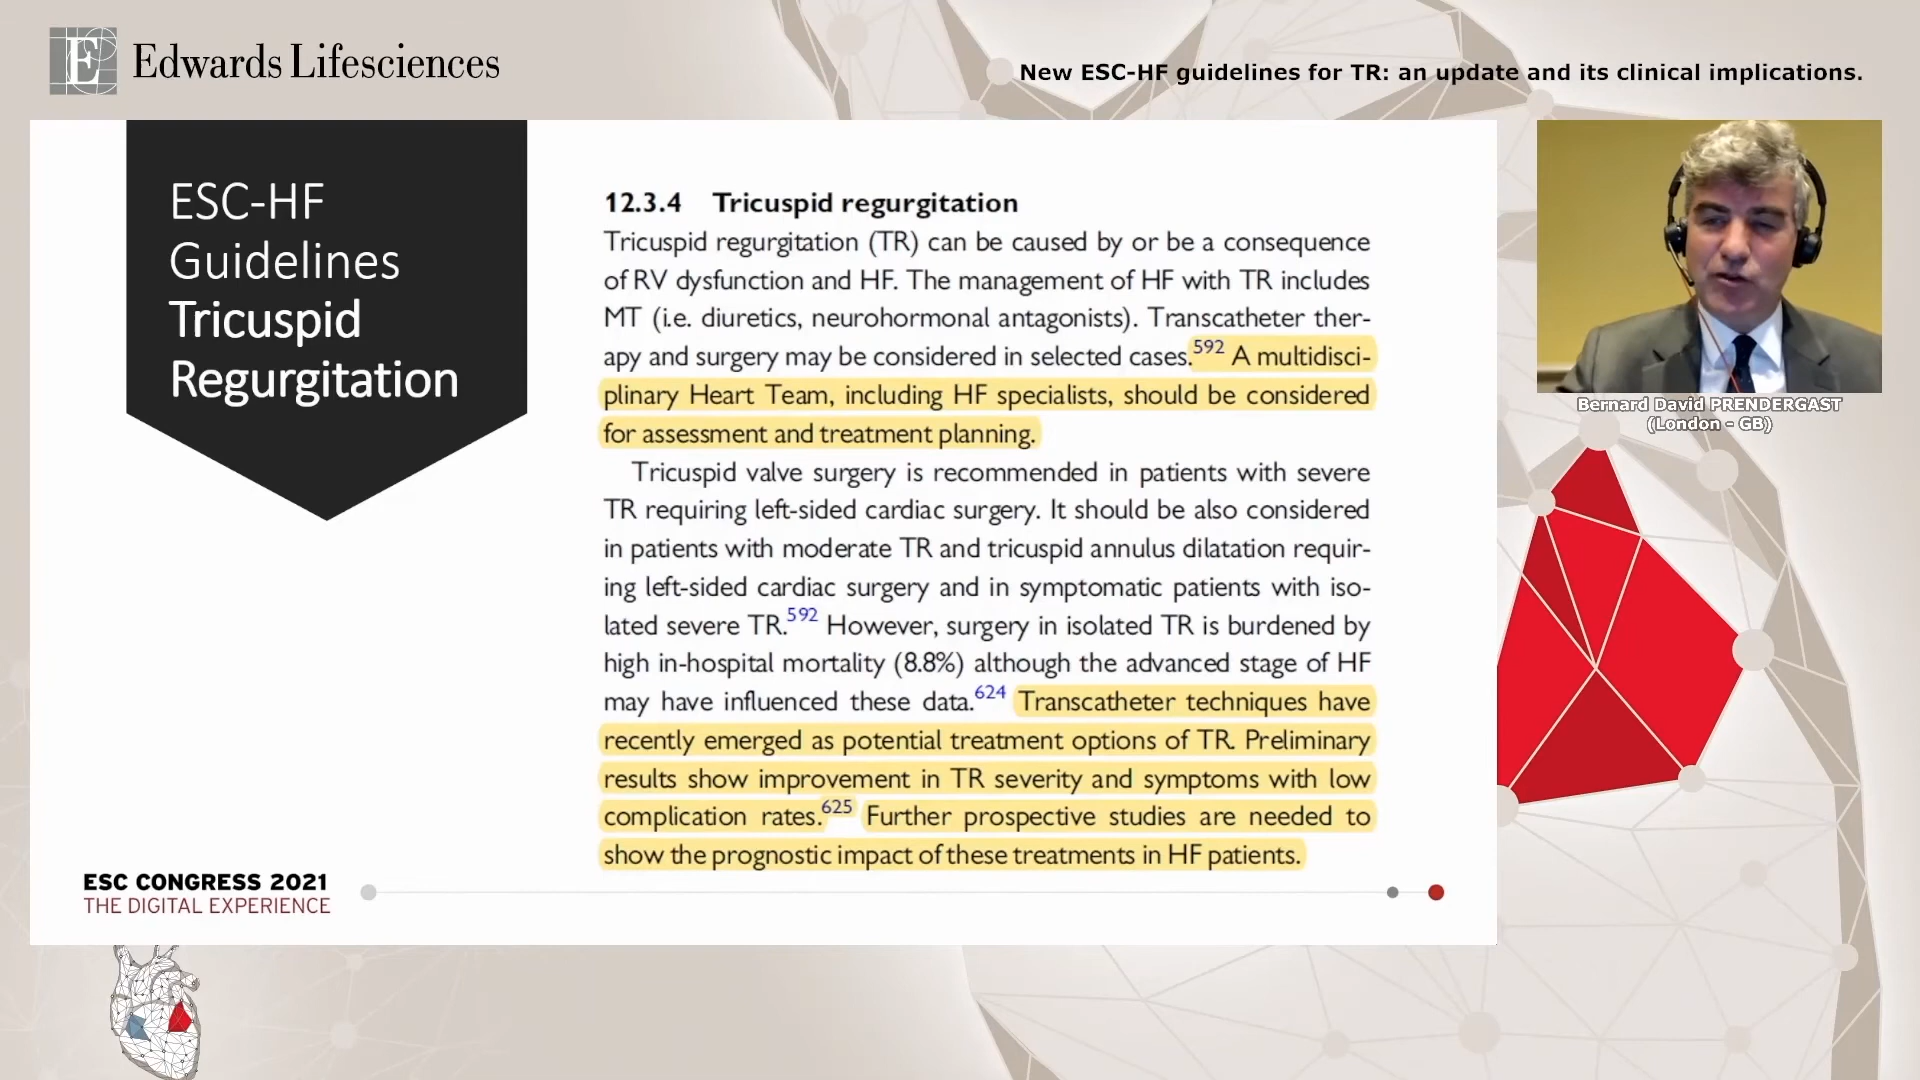 E Edwards Lifesciences
New ESC-HF guidelines for TR: an update and its clinical implications.
ESC-HF
Guidelines
Tricuspid
Regurgitation
12.3.4 Tricuspid regurgitation
Tricuspid regurgitation (TR) can be caused by or be a consequence
of RV dysfunction and HF. The management of HF with TR includes
MT (i.e. diuretics, neurohormonal antagonists). Transcatheter ther-
apy and surgery may be considered in selected cases.592 A multidisci-
plinary Heart Team, including HF specialists, should be considered
for assessment and treatment planning.
Tricuspid valve surgery is recommended in patients with severe
TR requiring left-sided cardiac surgery. It should be also considered
in patients with moderate TR and tricuspid annulus dilatation requir-
ing left-sided cardiac surgery and in symptomatic patients with iso-
lated severe TR.592 However, surgery in isolated TR is burdened by
high in-hospital mortality (8.8%) although the advanced stage of HF
may have influenced these data.624 Transcatheter techniques have
recently emerged as potential treatment options of TR. Preliminary
results show improvement in TR severity and symptoms with low
complication rates.625 Further prospective studies are needed to
show the prognostic impact of these treatments in HF patients.
Bernard David PRENDERGAST
(London - GB)
ESC CONGRESS 2021
THE DIGITAL EXPERIENCE